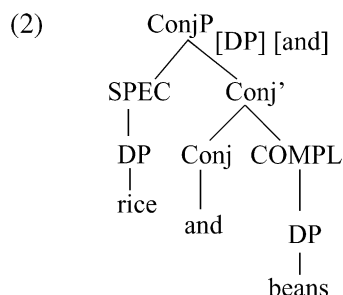 (2) ConjP
[DP] [and]
SPEC Conj’
DP Conj COMPL
rice
and
DP
beans